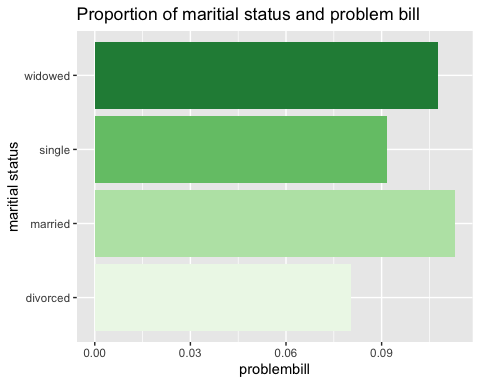 Proportion of maritial status and problem bill
widowed
single
married
divorced
maritial status
0.00
0.03
0.06
0.09
problembill